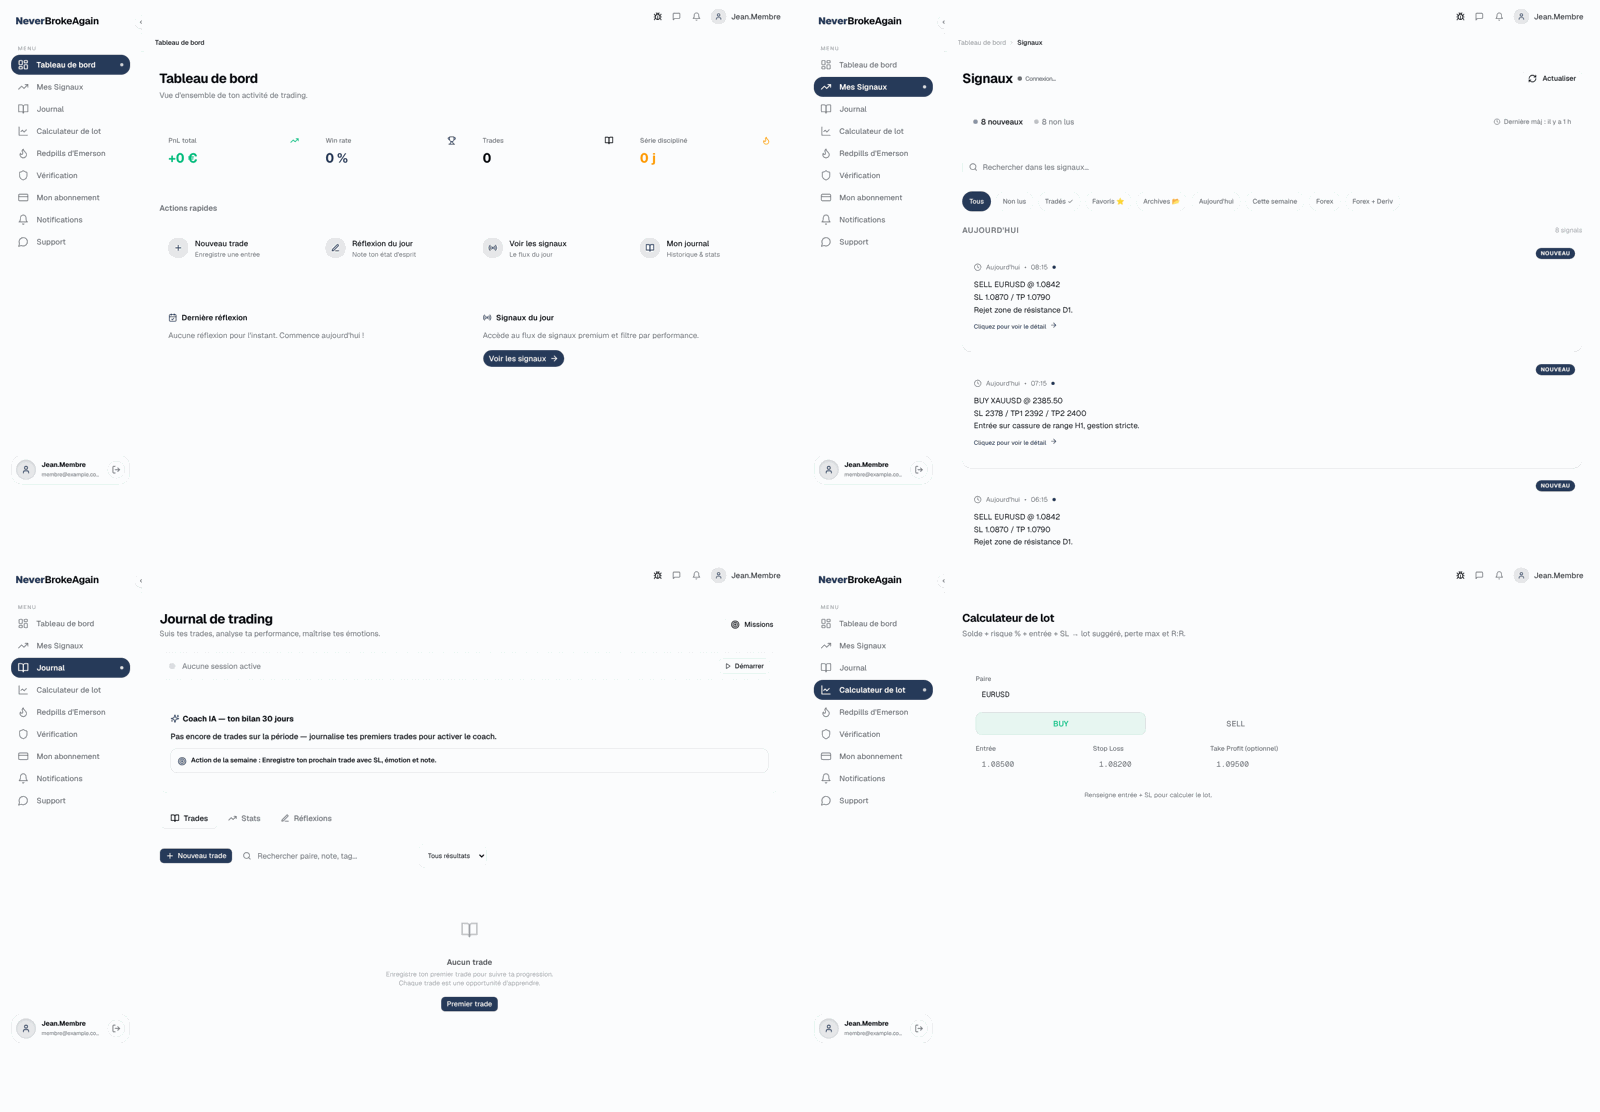 NeverBrokeAgain
Jean.Membre
MENU
Tableau de bord
Mes Signaux
Journal
Calculateur de lot
Redpills d'Emerson
Vérification
Mon abonnement
Notifications
Support
Jean.Membre
membre@example.co...
Tableau de bord
Tableau de bord
Vue d'ensemble de ton activité de trading.
PnL total
+0 €
Win rate
0 %
Trades
0
Série discipline
0 j
Actions rapides
Nouveau trade
Enregistre une entrée
Réflexion du jour
Note ton état d'esprit
Voir les signaux
Le flux du jour
Mon journal
Historique & stats
Dernière réflexion
Aucune réflexion pour l'instant. Commence aujourd'hui !
Signaux du jour
Accède au flux de signaux premium et filtre par performance.
Voir les signaux
NeverBrokeAgain
Jean.Membre
MENU
Tableau de bord
Mes Signaux
Journal
Calculateur de lot
Redpills d'Emerson
Vérification
Mon abonnement
Notifications
Support
Jean.Membre
membre@example.co...
Tableau de bord › Signaux
Signaux Connexion...
Actualiser
8 nouveaux 8 non lus
Dernière màj : il y a 1 h
Rechercher dans les signaux...
Tous Non lus Tradés ✓ Favoris ⭐ Archives 📂 Aujourd'hui Cette semaine Forex Forex + Deriv
AUJOURD'HUI
8 signals
NOUVEAU
Aujourd'hui • 08:15
SELL EURUSD @ 1.0842
SL 1.0870 / TP 1.0790
Rejet zone de résistance D1.
Cliquez pour voir le détail
NOUVEAU
Aujourd'hui • 07:15
BUY XAUUSD @ 2385.50
SL 2378 / TP1 2392 / TP2 2400
Entrée sur cassure de range H1, gestion stricte.
Cliquez pour voir le détail
NOUVEAU
Aujourd'hui • 06:15
SELL EURUSD @ 1.0842
SL 1.0870 / TP 1.0790
Rejet zone de résistance D1.
NeverBrokeAgain
Jean.Membre
MENU
Tableau de bord
Mes Signaux
Journal
Calculateur de lot
Redpills d'Emerson
Vérification
Mon abonnement
Notifications
Support
Jean.Membre
membre@example.co...
Journal de trading
Suis tes trades, analyse ta performance, maîtrise tes émotions.
Missions
Aucune session active
Démarrer
Coach IA — ton bilan 30 jours
Pas encore de trades sur la période — journalise tes premiers trades pour activer le coach.
Action de la semaine : Enregistre ton prochain trade avec SL, émotion et note.
Trades Stats Réflexions
Nouveau trade
Rechercher paire, note, tag...
Tous résultats
Aucun trade
Enregistre ton premier trade pour suivre ta progression.
Chaque trade est une opportunité d'apprendre.
Premier trade
NeverBrokeAgain
Jean.Membre
MENU
Tableau de bord
Mes Signaux
Journal
Calculateur de lot
Redpills d'Emerson
Vérification
Mon abonnement
Notifications
Support
Jean.Membre
membre@example.co...
Calculateur de lot
Solde + risque % + entrée + SL → lot suggéré, perte max et R:R.
Paire
EURUSD
BUY
SELL
Entrée
1.08500
Stop Loss
1.08200
Take Profit (optionnel)
1.09500
Renseigne entrée + SL pour calculer le lot.